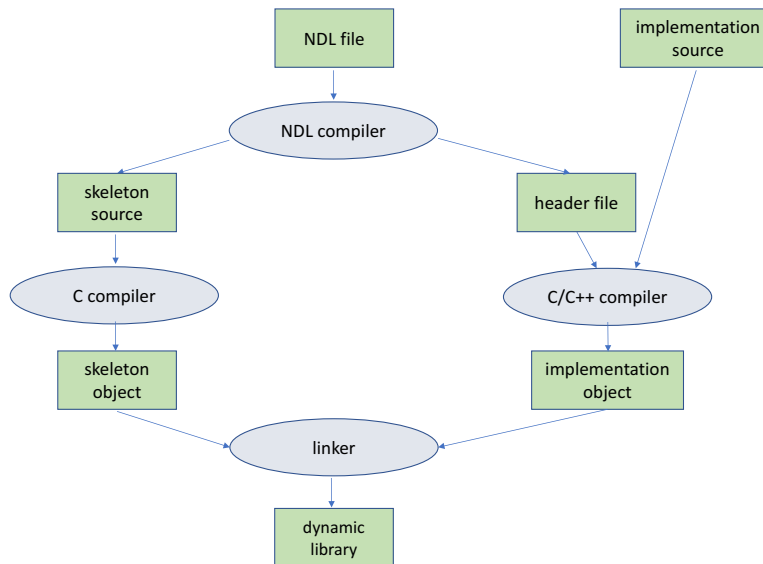 NDL file
implementation
source
NDL compiler
skeleton
source
header file
C compiler
C/C++ compiler
skeleton
object
implementation
object
linker
dynamic
library